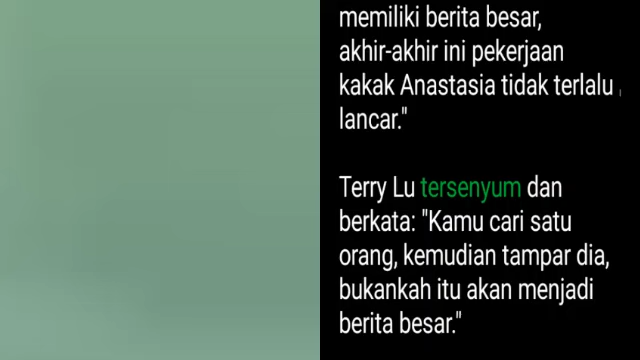 memiliki berita besar,
akhir-akhir ini pekerjaan
kakak Anastasia tidak terlalu
lancar."
Terry Lu tersenyum dan
berkata: "Kamu cari satu
orang, kemudian tampar dia,
bukankah itu akan menjadi
berita besar."